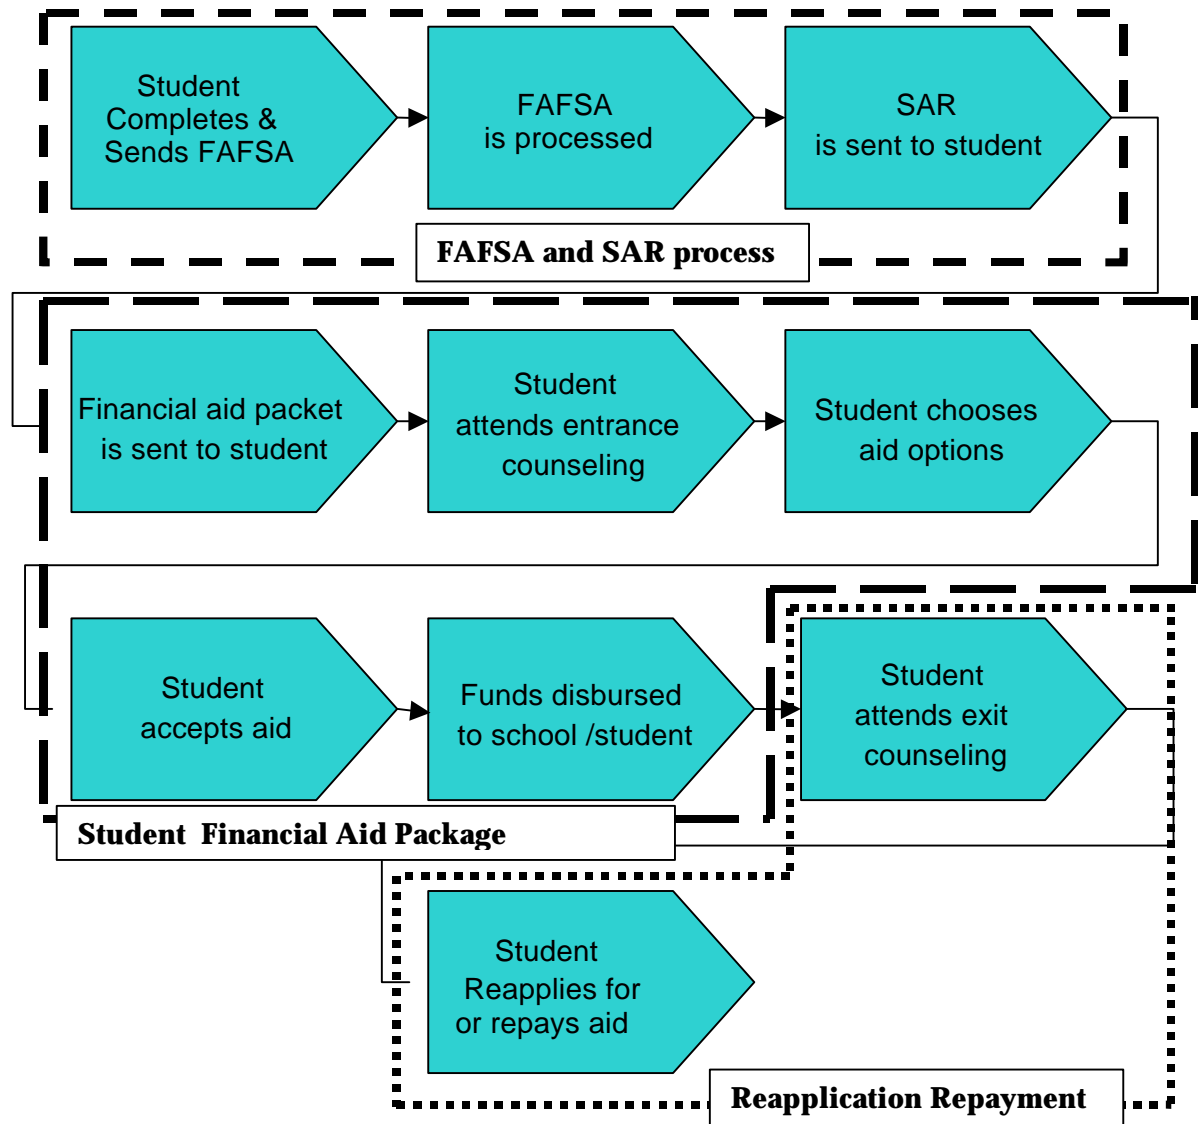 Student
Completes &
Sends FAFSA
FAFSA
is processed
SAR
is sent to student
FAFSA and SAR process
Financial aid packet
is sent to student
Student
attends entrance
counseling
Student chooses
aid options
Student
accepts aid
Funds disbursed
to school /student
Student
attends exit
counseling
Student Financial Aid Package
Student
Reapplies for
or repays aid
Reapplication Repayment